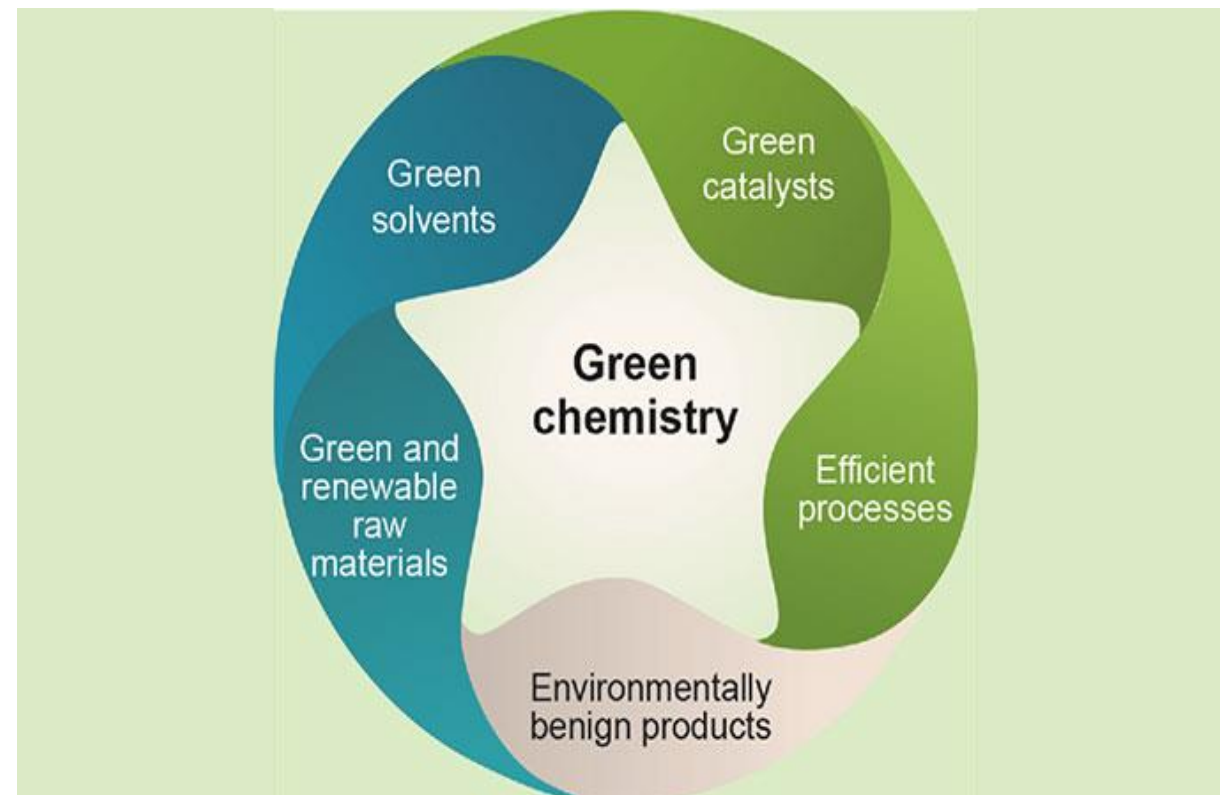 Green
solvents
Green
catalysts
Green
chemistry
Green and
renewable
raw
materials
Efficient
processes
Environmentally
benign products